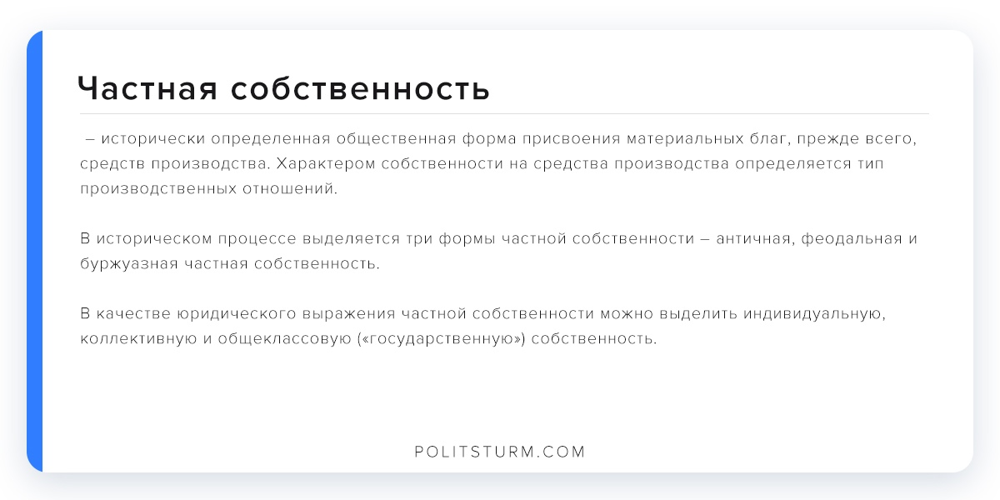 Частная собственность
– исторически определенная общественная форма присвоения материальных благ, прежде всего,
средств производства. Характером собственности на средства производства определяется тип
производственных отношений.
В историческом процессе выделяется три формы частной собственности – античная, феодальная и
буржуазная частная собственность.
В качестве юридического выражения частной собственности можно выделить индивидуальную,
коллективную и общеклассовую («государственную») собственность.
POLITSTURM.COM